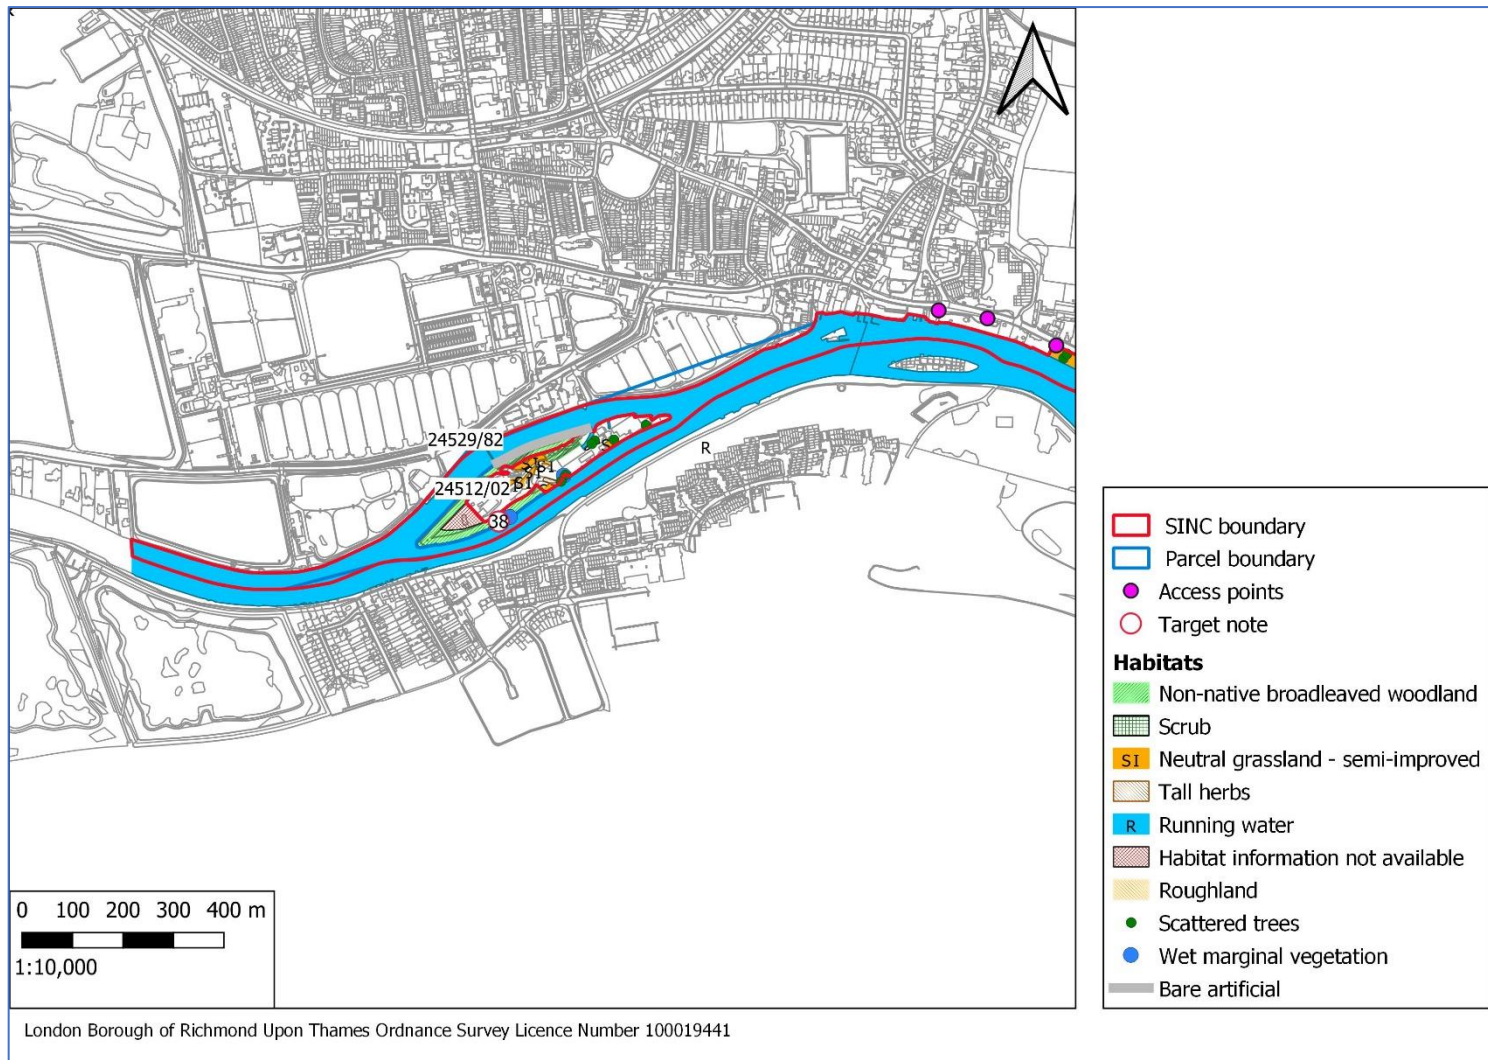 24529/82
S
SI
SI
24512/02
38
R
SINC boundary
Parcel boundary
Access points
Target note
Habitats
Non-native broadleaved woodland
Scrub
SI Neutral grassland - semi-improved
Tall herbs
R Running water
Habitat information not available
Roughland
Scattered trees
Wet marginal vegetation
Bare artificial
0 100 200 300 400 m
1:10,000
London Borough of Richmond Upon Thames Ordnance Survey Licence Number 100019441